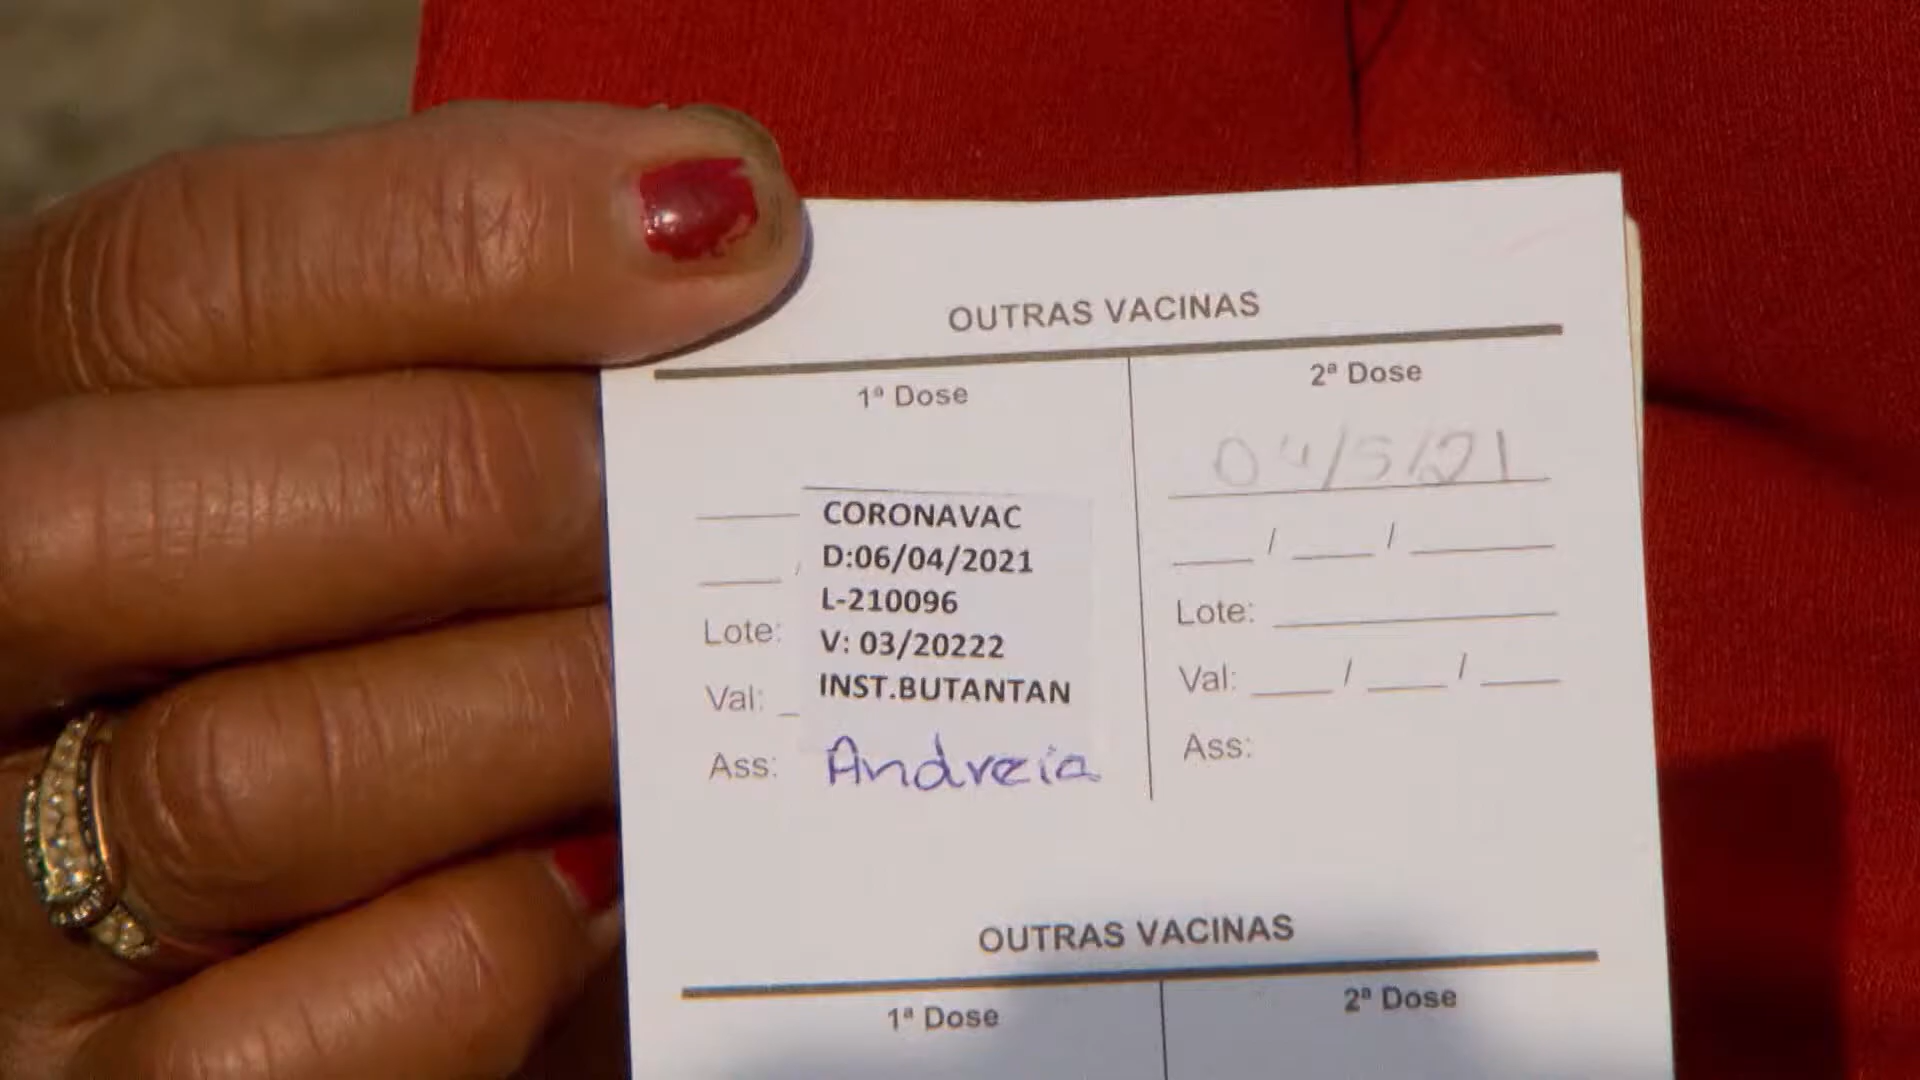 OUTRAS VACINAS
1ª Dose
CORONAVAC
D:06/04/2021
L-210096
Lote:
V: 03/20222
Val:
INST.BUTANTAN
Ass: Andreia
2ª Dose
04/5/21
/ /
Lote:
Val: / /
Ass:
OUTRAS VACINAS
1ª Dose
2ª Dose